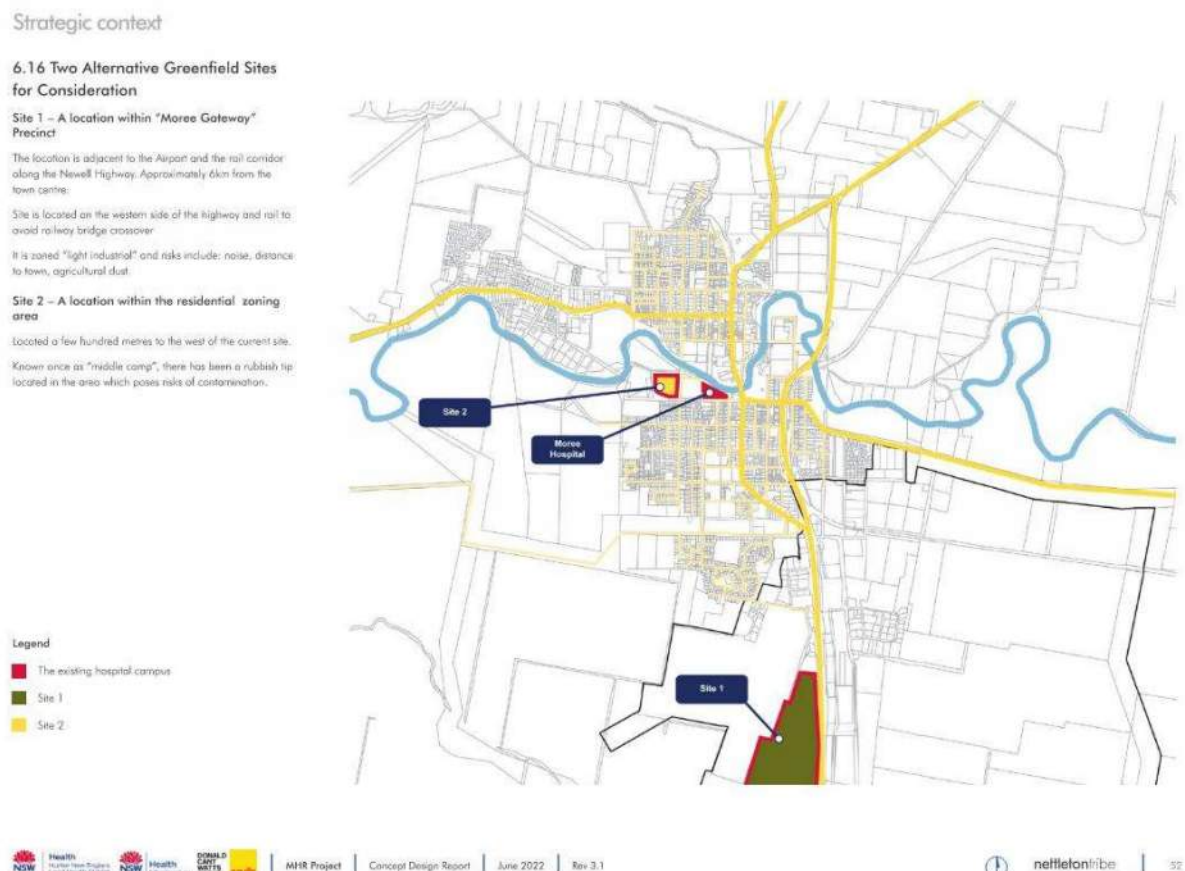 Strategic context
6.16 Two Alternative Greenfield Sites
for Consideration
Site 1 – A location within “Moree Gateway”
Precinct
The location is adjacent to the Airport and the rail corridor
along the Newell Highway. Approximately 6km from the
town centre.
Site is located on the western side of the highway and rail to
avoid railway bridge crossover
It is zoned “light industrial” and risks include: noise, distance
to town, agricultural dust
Site 2 – A location within the residential zoning
area
Located a few hundred metres to the west of the current site.
Known once as “middle camp”, there has been a rubbish tip
located in the area which poses risks of contamination.
Site 2
Moree
Hospital
Site 1
Legend
The existing hospital campus
Site 1
Site 2
NSW
Health
NSW
Health
DONALD
CANT
WATTS
MHR Project
Concept Design Report
June 2022
Rev 3.1
nettletontribe
52